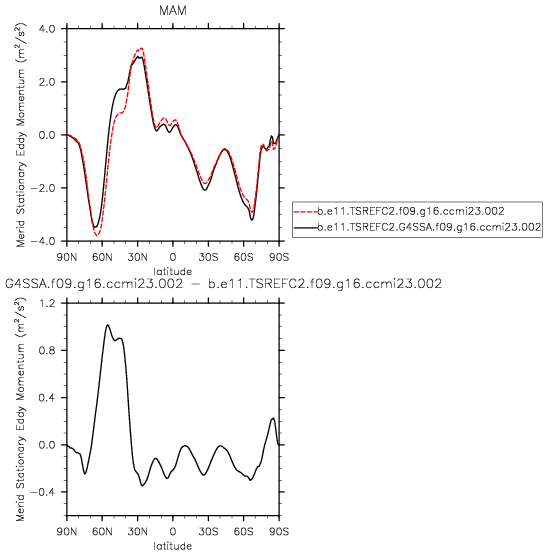 MAM
Merid Stationary Eddy Momentum (m²/s²)
4.0
2.0
0.0
−2.0
−4.0
90N 60N 30N 0 30S 60S 90S
latitude
b.e11.TSREFC2.f09.g16.ccmi23.002
b.e11.TSREFC2.G4SSA.f09.g16.ccmi23.002
G4SSA.f09.g16.ccmi23.002 − b.e11.TSREFC2.f09.g16.ccmi23.002
Merid Stationary Eddy Momentum (m²/s²)
1.2
0.8
0.4
0.0
−0.4
90N 60N 30N 0 30S 60S 90S
latitude